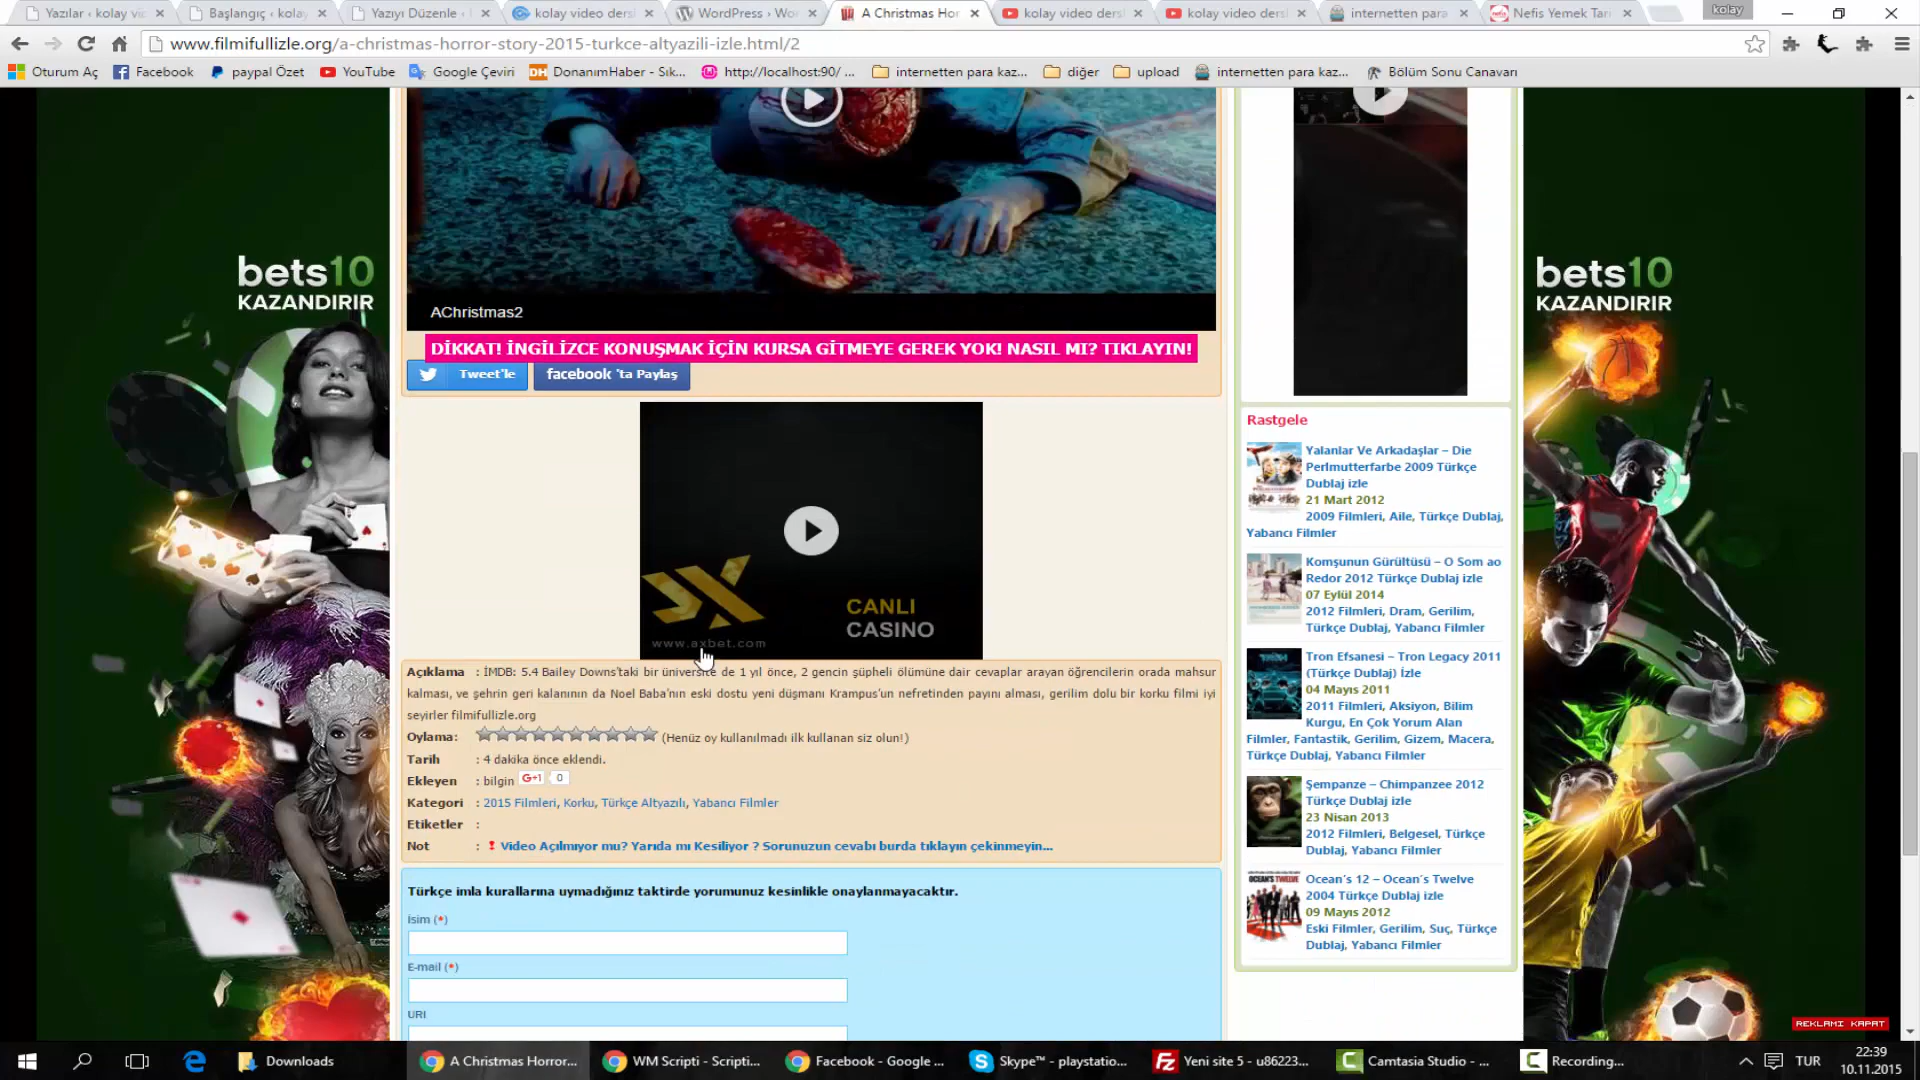 Yazılar ‹ kolay vi
Başlangıç ‹ kolay
Yazıyı Düzenle ‹
kolay video dersl
WordPress › Wo
A Christmas Hor
kolay video dersl
kolay video dersl
internetten para
Nefis Yemek Tari
kolay
www.filmifullizle.org/a-christmas-horror-story-2015-turkce-altyazili-izle.html/2
Oturum Aç
Facebook
paypal Özet
YouTube
Google Çeviri
DonanımHaber - Sık...
http://localhost:90/ ...
internetten para kaz...
diğer
upload
internetten para kaz...
Bölüm Sonu Canavarı
bets10
KAZANDIRIR
AChristmas2
DİKKAT! İNGİLİZCE KONUŞMAK İÇİN KURSA GİTMEYE GEREK YOK! NASIL MI? TIKLAYIN!
Tweet'le
facebook 'ta Paylaş
CANLI
CASINO
www.axbet.com
Açıklama : İMDB: 5.4 Bailey Downs'taki bir üniversite de 1 yıl önce, 2 gencin şüpheli ölümüne dair cevaplar arayan öğrencilerin orada mahsur
kalması, ve şehrin geri kalanının da Noel Baba'nın eski dostu yeni düşmanı Krampus'un nefretinden payını alması, gerilim dolu bir korku filmi iyi
seyirler filmifullizle.org
Oylama: (Henüz oy kullanılmadı ilk kullanan siz olun!)
Tarih : 4 dakika önce eklendi.
Ekleyen : bilgin G+1 0
Kategori : 2015 Filmleri, Korku, Türkçe Altyazılı, Yabancı Filmler
Etiketler :
Not : ! Video Açılmıyor mu? Yarıda mı Kesiliyor ? Sorunuzun cevabı burda tıklayın çekinmeyin...
Türkçe imla kurallarına uymadığınız taktirde yorumunuz kesinlikle onaylanmayacaktır.
İsim (*)
E-mail (*)
URI
Rastgele
Yalanlar Ve Arkadaşlar – Die
Perlmutterfarbe 2009 Türkçe
Dublaj izle
21 Mart 2012
2009 Filmleri, Aile, Türkçe Dublaj,
Yabancı Filmler
Komşunun Gürültüsü – O Som ao
Redor 2012 Türkçe Dublaj izle
07 Eylül 2014
2012 Filmleri, Dram, Gerilim,
Türkçe Dublaj, Yabancı Filmler
Tron Efsanesi – Tron Legacy 2011
(Türkçe Dublaj) İzle
04 Mayıs 2011
2011 Filmleri, Aksiyon, Bilim
Kurgu, En Çok Yorum Alan
Filmler, Fantastik, Gerilim, Gizem, Macera,
Türkçe Dublaj, Yabancı Filmler
Şempanze – Chimpanzee 2012
Türkçe Dublaj izle
23 Nisan 2013
2012 Filmleri, Belgesel, Türkçe
Dublaj, Yabancı Filmler
Ocean's 12 – Ocean's Twelve
2004 Türkçe Dublaj izle
09 Mayıs 2012
Eski Filmler, Gerilim, Suç, Türkçe
Dublaj, Yabancı Filmler
bets10
KAZANDIRIR
REKLAMI KAPAT
Downloads
A Christmas Horror...
WM Scripti - Scripti...
Facebook - Google ...
Skype™ - playstatio...
Yeni site 5 - u86223...
Camtasia Studio - ...
Recording...
TUR
22:39
10.11.2015